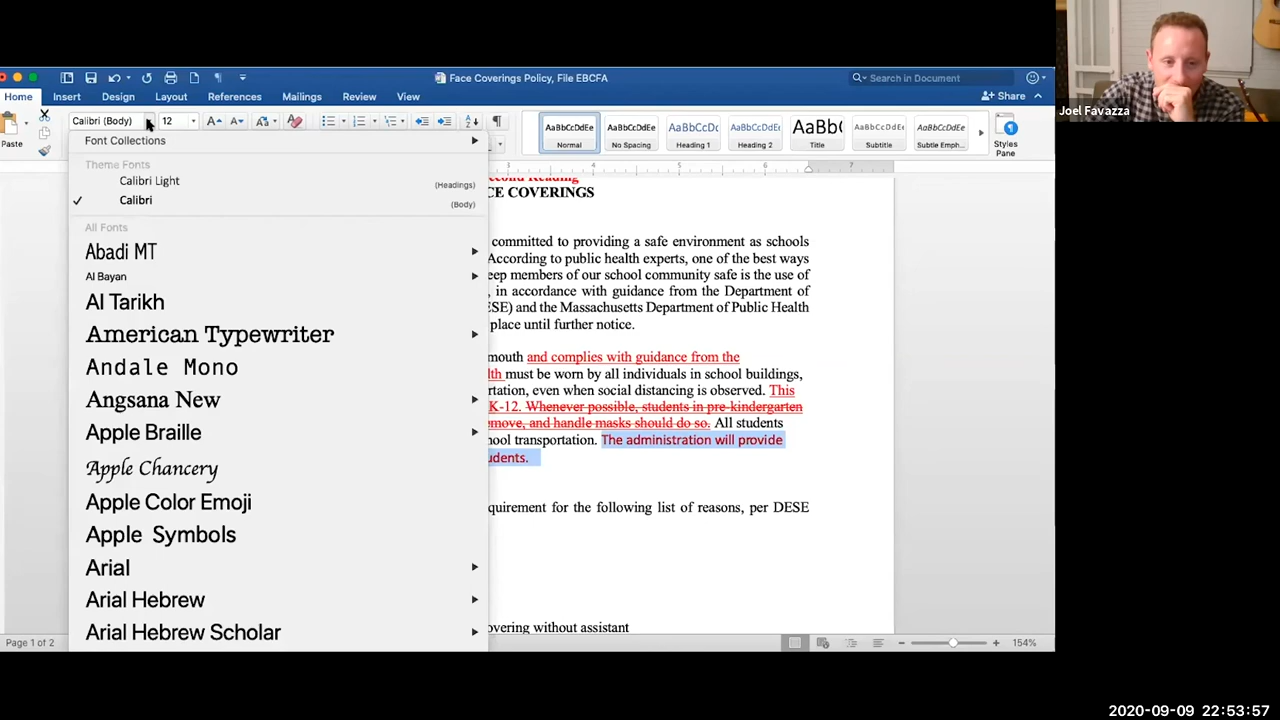 Face Coverings Policy, File EBCFA
Search in Document
Home Insert Design Layout References Mailings Review View
Share
Paste
Calibri (Body) 12
AaBbCcDdEe AaBbCcDdEe AaBbCcDc AaBbCcDdEe AaBb( AaBbCcDdEe AaBbCcDdEe
Normal No Spacing Heading 1 Heading 2 Title Subtitle Subtle Emph...
Styles
Pane
Font Collections
Theme Fonts
Calibri Light (Headings)
Calibri (Body)
All Fonts
Abadi MT
Al Bayan
Al Tarikh
American Typewriter
Andale Mono
Angsana New
Apple Braille
Apple Chancery
Apple Color Emoji
Apple Symbols
Arial
Arial Hebrew
Arial Hebrew Scholar
3 4 5 6 7
econd Reading
CE COVERINGS
committed to providing a safe environment as schools
According to public health experts, one of the best ways
eep members of our school community safe is the use of
, in accordance with guidance from the Department of
ESE) and the Massachusetts Department of Public Health
place until further notice.
mouth and complies with guidance from the
lth must be worn by all individuals in school buildings,
rtation, even when social distancing is observed. This
K-12. Whenever possible, students in pre-kindergarten
emove, and handle masks should do so. All students
hool transportation. The administration will provide
udents.
quirement for the following list of reasons, per DESE
overing without assistant
Page 1 of 2
154%
Joel Favazza
2020-09-09 22:53:57